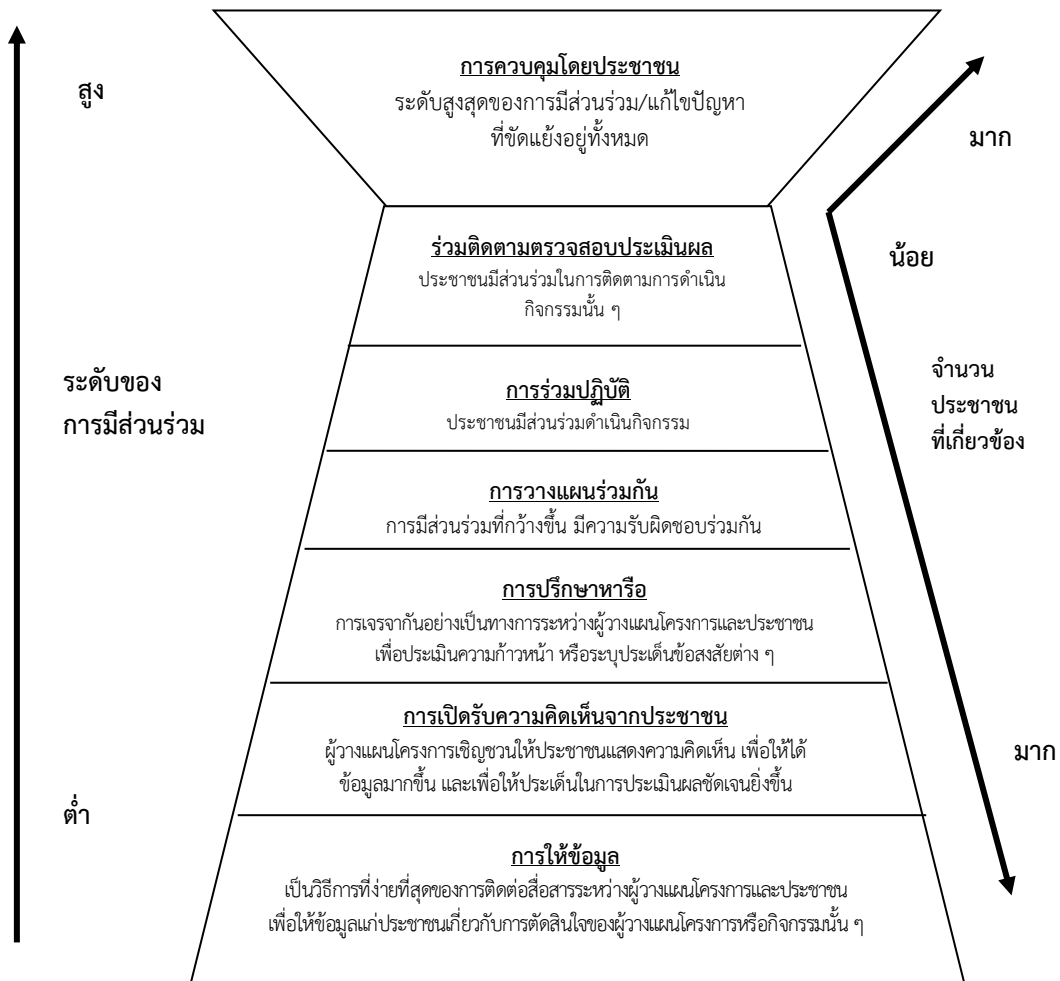 การควบคุมโดยประชาชน
ระดับสูงสุดของการมีส่วนร่วม/แก้ไขปัญหา
ที่ขัดแย้งอยู่ทั้งหมด
สูง
มาก
ร่วมติดตามตรวจสอบประเมินผล
ประชาชนมีส่วนร่วมในการติดตามการดำเนิน
กิจกรรมนั้น ๆ
น้อย
ระดับของ
การมีส่วนร่วม
การร่วมปฏิบัติ
ประชาชนมีส่วนร่วมดำเนินกิจกรรม
จำนวน
ประชาชน
ที่เกี่ยวข้อง
การวางแผนร่วมกัน
การมีส่วนร่วมที่กว้างขึ้น มีความรับผิดชอบร่วมกัน
การปรึกษาหารือ
การเจรจากันอย่างเป็นทางการระหว่างผู้วางแผนโครงการและประชาชน
เพื่อประเมินความก้าวหน้า หรือระบุประเด็นข้อสงสัยต่าง ๆ
การเปิดรับความคิดเห็นจากประชาชน
ผู้วางแผนโครงการเชิญชวนให้ประชาชนแสดงความคิดเห็น เพื่อให้ได้
ข้อมูลมากขึ้น และเพื่อให้ประเด็นในการประเมินผลชัดเจนยิ่งขึ้น
มาก
ต่ำ
การให้ข้อมูล
เป็นวิธีการที่ง่ายที่สุดของการติดต่อสื่อสารระหว่างผู้วางแผนโครงการและประชาชน
เพื่อให้ข้อมูลแก่ประชาชนเกี่ยวกับการตัดสินใจของผู้วางแผนโครงการหรือกิจกรรมนั้น ๆ